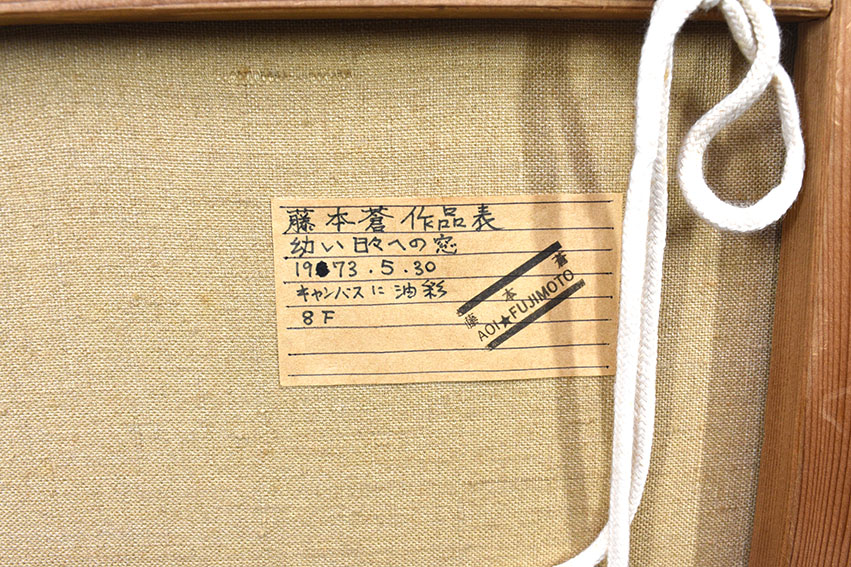 藤本蒼作品表
幼い日々への窓
1973.5.30
キャンバスに油彩
8F
藤本蒼
AOI★FUJIMOTO